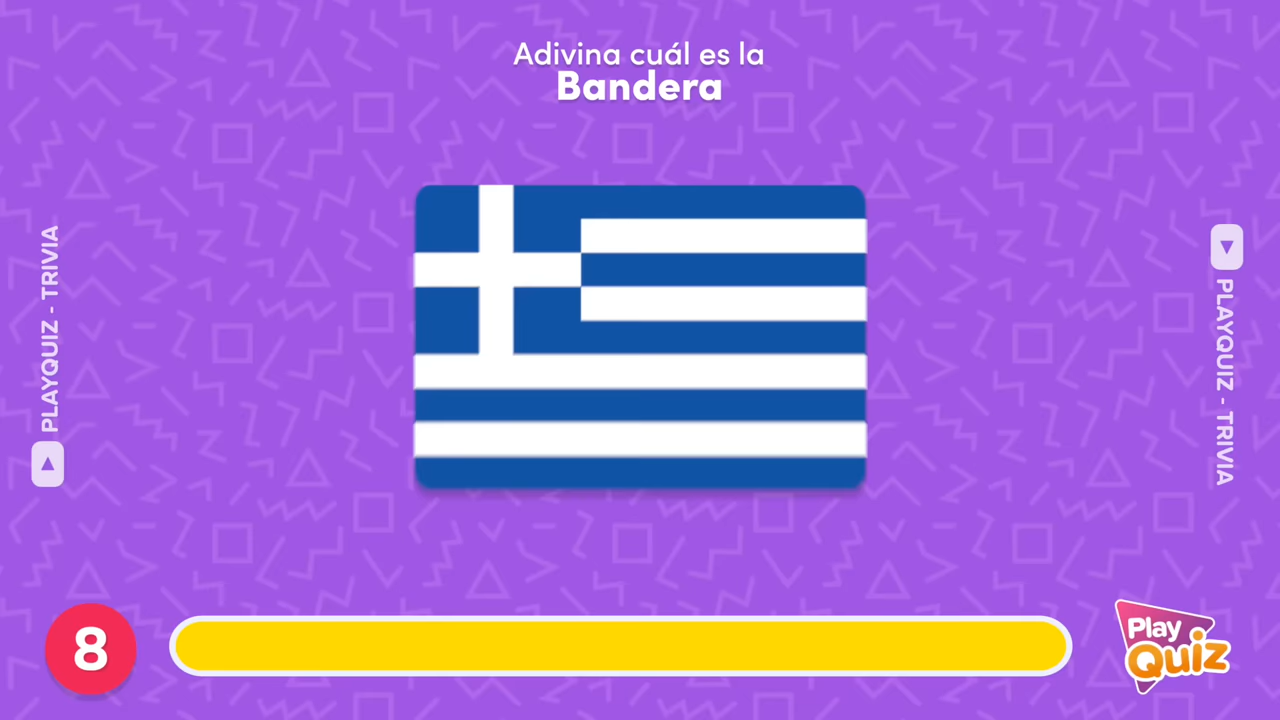 Adivina cuál es la
Bandera
PLAYQUIZ - TRIVIA
PLAYQUIZ - TRIVIA
8
Play
Quiz